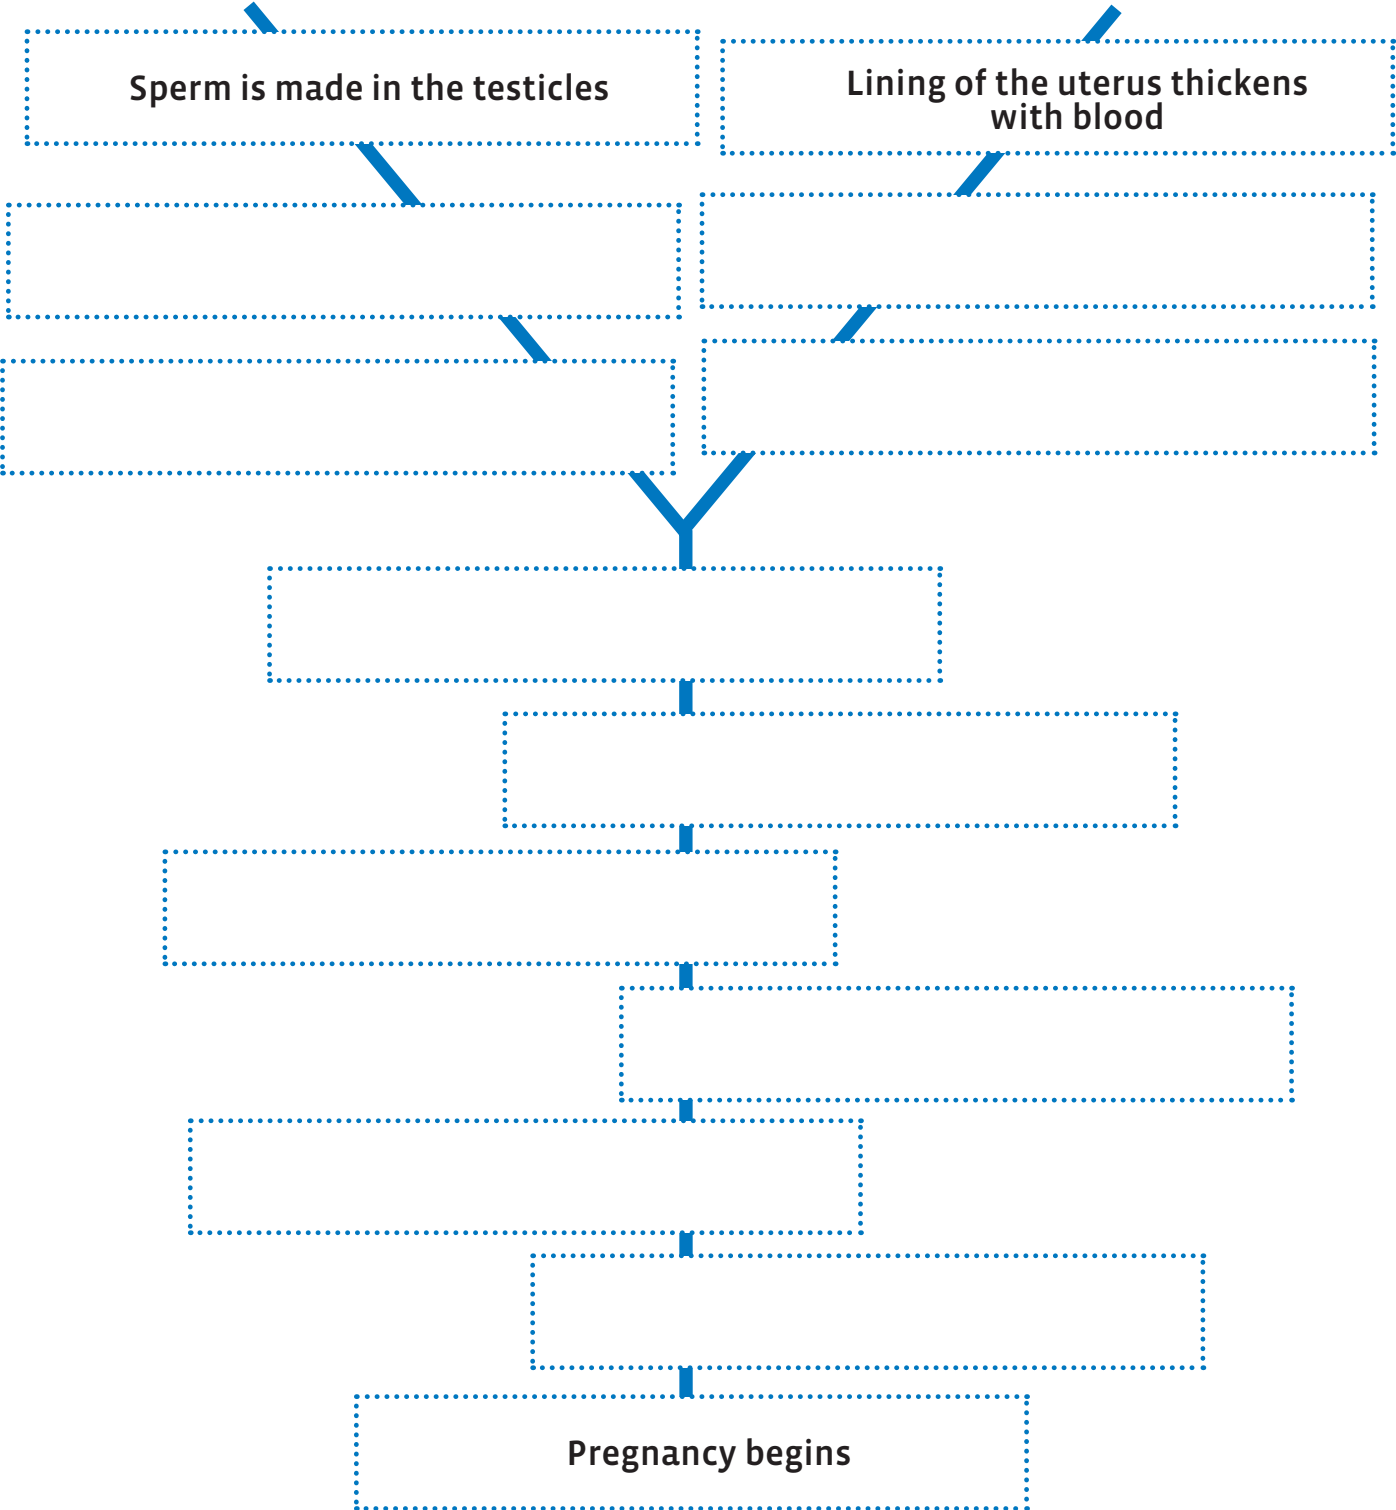 Sperm is made in the testicles
Lining of the uterus thickens
with blood
Pregnancy begins